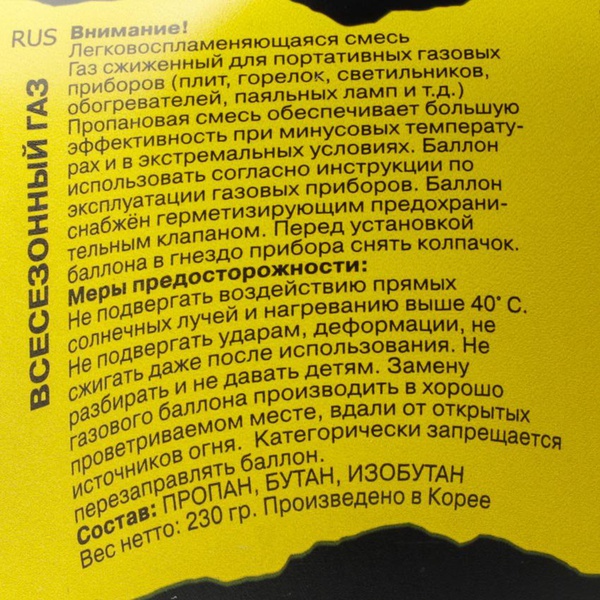 RUS
ВСЕСЕЗОННЫЙ ГАЗ
Внимание!
Легковоспламеняющаяся смесь
Газ сжиженный для портативных газовых
приборов (плит, горелок, светильников,
обогревателей, паяльных ламп и т.д.)
Пропановая смесь обеспечивает большую
эффективность при минусовых температу-
рах и в экстремальных условиях. Баллон
использовать согласно инструкции по
эксплуатации газовых приборов. Баллон
снабжён герметизирующим предохрани-
тельным клапаном. Перед установкой
баллона в гнездо прибора снять колпачок.
Меры предосторожности:
Не подвергать воздействию прямых
солнечных лучей и нагреванию выше 40° С.
Не подвергать ударам, деформации, не
сжигать даже после использования. Не
разбирать и не давать детям. Замену
газового баллона производить в хорошо
проветриваемом месте, вдали от открытых
источников огня. Категорически запрещается
перезаправлять баллон.
Состав: ПРОПАН, БУТАН, ИЗОБУТАН
Вес нетто: 230 гр. Произведено в Корее